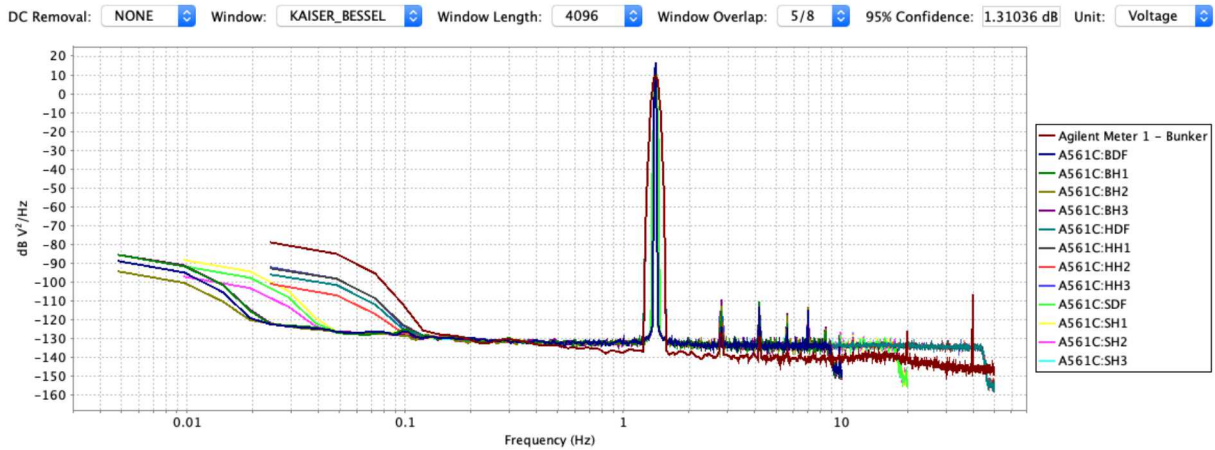 DC Removal: NONE Window: KAISER_BESSEL Window Length: 4096 Window Overlap: 5/8 95% Confidence: 1.31036 dB Unit: Voltage
20
10
0
-10
-20
-30
-40
-50
-60
-70
-80
-90
-100
-110
-120
-130
-140
-150
-160
dB V²/Hz
0.01 0.1 1 10
Frequency (Hz)
Agilent Meter 1 - Bunker
A561C:BDF
A561C:BH1
A561C:BH2
A561C:BH3
A561C:HDF
A561C:HH1
A561C:HH2
A561C:HH3
A561C:SDF
A561C:SH1
A561C:SH2
A561C:SH3